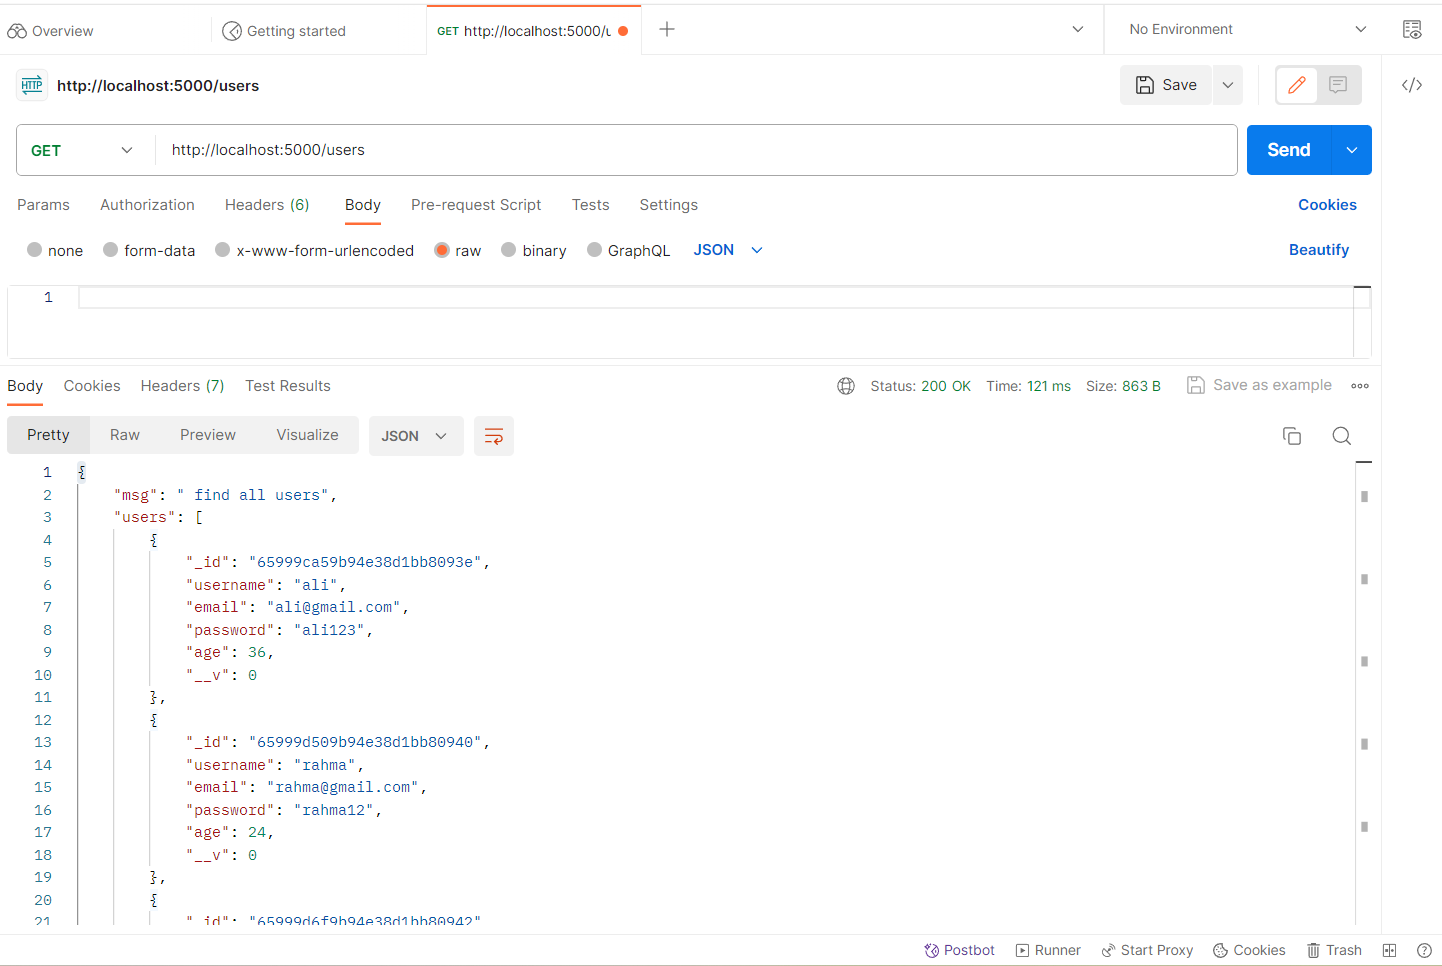 Overview Getting started GET http://localhost:5000/u No Environment
HTTP http://localhost:5000/users Save
GET http://localhost:5000/users Send
Params Authorization Headers (6) Body Pre-request Script Tests Settings Cookies
none form-data x-www-form-urlencoded raw binary GraphQL JSON Beautify
1
Body Cookies Headers (7) Test Results Status: 200 OK Time: 121 ms Size: 863 B Save as example
Pretty Raw Preview Visualize JSON
1 {
2 "msg": " find all users",
3 "users": [
4 {
5 "_id": "65999ca59b94e38d1bb8093e",
6 "username": "ali",
7 "email": "ali@gmail.com",
8 "password": "ali123",
9 "age": 36,
10 "__v": 0
11 },
12 {
13 "_id": "65999d509b94e38d1bb80940",
14 "username": "rahma",
15 "email": "rahma@gmail.com",
16 "password": "rahma12",
17 "age": 24,
18 "__v": 0
19 },
20 {
21 "_id": "65999d6f9b94e38d1bb80942"
Postbot Runner Start Proxy Cookies Trash